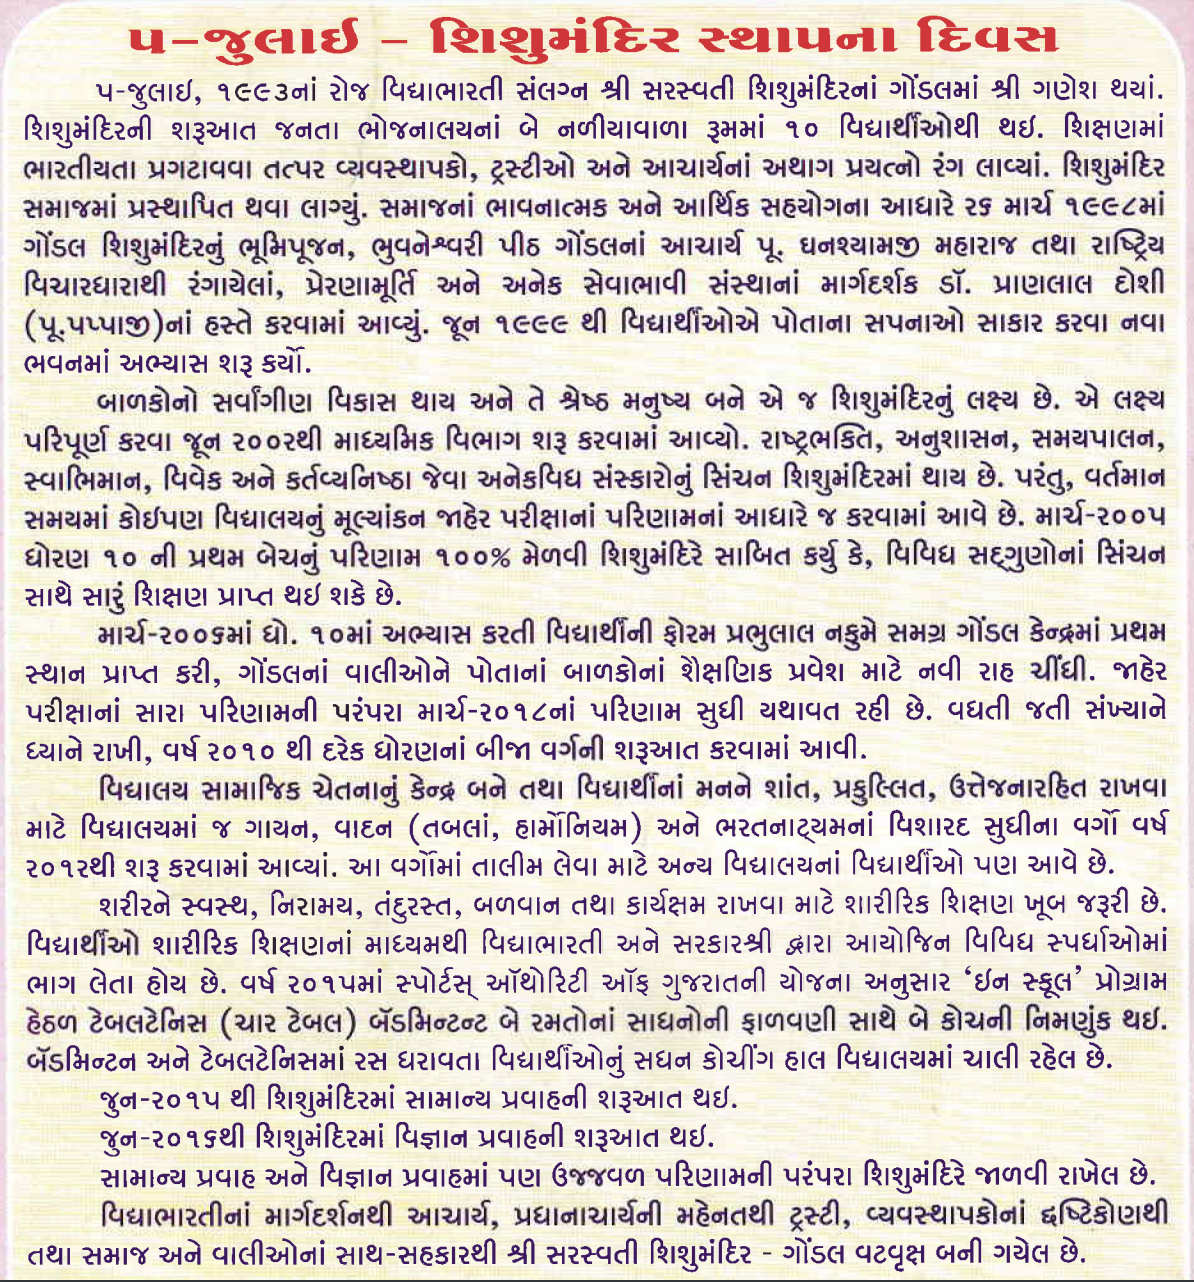 ૫-જુલાઈ - શિશુમંદિર સ્થાપના દિવસ
૫-જુલાઇ, ૧૯૯૩નાં રોજ વિદ્યાભારતી સંલગ્ન શ્રી સરસ્વતી શિશુમંદિરનાં ગોંડલમાં શ્રી ગણેશ થયાં.
શિશુમંદિરની શરૂઆત જનતા ભોજનાલયનાં બે નળીયાવાળા રૂમમાં ૧૦ વિદ્યાર્થીઓથી થઇ. શિક્ષણમાં
ભારતીયતા પ્રગટાવવા તત્પર વ્યવસ્થાપકો, ટ્રસ્ટીઓ અને આચાર્યનાં અથાગ પ્રયત્નો રંગ લાવ્યાં. શિશુમંદિર
સમાજમાં પ્રસ્થાપિત થવા લાગ્યું. સમાજનાં ભાવનાત્મક અને આર્થિક સહયોગના આધારે ૨૬ માર્ચ ૧૯૯૮માં
ગોંડલ શિશુમંદિરનું ભૂમિપૂજન, ભુવનેશ્વરી પીઠ ગોંડલનાં આચાર્ય પૂ. ઘનશ્યામજી મહારાજ તથા રાષ્ટ્રિય
વિચારધારાથી રંગાયેલાં, પ્રેરણામૂર્તિ અને અનેક સેવાભાવી સંસ્થાનાં માર્ગદર્શક ડૉ. પ્રાણલાલ દોશી
(પૂ.પપ્પાજી)નાં હસ્તે કરવામાં આવ્યું. જૂન ૧૯૯૯ થી વિદ્યાર્થીઓએ પોતાના સપનાઓ સાકાર કરવા નવા
ભવનમાં અભ્યાસ શરૂ કર્યો.
બાળકોનો સર્વાંગીણ વિકાસ થાય અને તે શ્રેષ્ઠ મનુષ્ય બને એ જ શિશુમંદિરનું લક્ષ્ય છે. એ લક્ષ્ય
પરિપૂર્ણ કરવા જૂન ૨૦૦૨થી માધ્યમિક વિભાગ શરૂ કરવામાં આવ્યો. રાષ્ટ્રભક્તિ, અનુશાસન, સમયપાલન,
સ્વાભિમાન, વિવેક અને કર્તવ્યનિષ્ઠા જેવા અનેકવિધ સંસ્કારોનું સિંચન શિશુમંદિરમાં થાય છે. પરંતુ, વર્તમાન
સમયમાં કોઇપણ વિદ્યાલયનું મૂલ્યાંકન જાહેર પરીક્ષાનાં પરિણામનાં આધારે જ કરવામાં આવે છે. માર્ચ-૨૦૦૫
ધોરણ ૧૦ ની પ્રથમ બેચનું પરિણામ ૧૦૦% મેળવી શિશુમંદિરે સાબિત કર્યુ કે, વિવિધ સદ્ગુણોનાં સિંચન
સાથે સારું શિક્ષણ પ્રાપ્ત થઇ શકે છે.
માર્ચ-૨૦૦૬માં ધો. ૧૦માં અભ્યાસ કરતી વિદ્યાર્થીની ફોરમ પ્રભુલાલ નકુમે સમગ્ર ગોંડલ કેન્દ્રમાં પ્રથમ
સ્થાન પ્રાપ્ત કરી, ગોંડલનાં વાલીઓને પોતાનાં બાળકોનાં શૈક્ષણિક પ્રવેશ માટે નવી રાહ ચીંધી. જાહેર
પરીક્ષાનાં સારા પરિણામની પરંપરા માર્ચ-૨૦૧૮નાં પરિણામ સુધી યથાવત રહી છે. વધતી જતી સંખ્યાને
ધ્યાને રાખી, વર્ષ ૨૦૧૦ થી દરેક ધોરણનાં બીજા વર્ગની શરૂઆત કરવામાં આવી.
વિદ્યાલય સામાજિક ચેતનાનું કેન્દ્ર બને તથા વિદ્યાર્થીનાં મનને શાંત, પ્રફુલ્લિત, ઉત્તેજનારહિત રાખવા
માટે વિદ્યાલયમાં જ ગાયન, વાદન (તબલાં, હાર્મોનિયમ) અને ભરતનાટ્યમનાં વિશારદ સુધીના વર્ગો વર્ષ
૨૦૧૨થી શરૂ કરવામાં આવ્યાં. આ વર્ગોમાં તાલીમ લેવા માટે અન્ય વિદ્યાલયનાં વિદ્યાર્થીઓ પણ આવે છે.
શરીરને સ્વસ્થ, નિરામય, તંદુરસ્ત, બળવાન તથા કાર્યક્ષમ રાખવા માટે શારીરિક શિક્ષણ ખૂબ જરૂરી છે.
વિદ્યાર્થીઓ શારીરિક શિક્ષણનાં માધ્યમથી વિદ્યાભારતી અને સરકારશ્રી દ્વારા આયોજિન વિવિધ સ્પર્ધાઓમાં
ભાગ લેતા હોય છે. વર્ષ ૨૦૧૫માં સ્પોર્ટસ્ ઑથોરિટી ઑફ ગુજરાતની યોજના અનુસાર ‘ઇન સ્કૂલ’ પ્રોગ્રામ
હેઠળ ટેબલટેનિસ (ચાર ટેબલ) બૅડમિન્ટન્ટ બે રમતોનાં સાધનોની ફાળવણી સાથે બે કોચની નિમણુંક થઇ.
બૅડમિન્ટન અને ટેબલટેનિસમાં રસ ધરાવતા વિદ્યાર્થીઓનું સઘન કોચીંગ હાલ વિદ્યાલયમાં ચાલી રહેલ છે.
જુન-૨૦૧૫ થી શિશુમંદિરમાં સામાન્ય પ્રવાહની શરૂઆત થઇ.
જુન-૨૦૧૬થી શિશુમંદિરમાં વિજ્ઞાન પ્રવાહની શરૂઆત થઇ.
સામાન્ય પ્રવાહ અને વિજ્ઞાન પ્રવાહમાં પણ ઉજ્જવળ પરિણામની પરંપરા શિશુમંદિરે જાળવી રાખેલ છે.
વિદ્યાભારતીનાં માર્ગદર્શનથી આચાર્ય, પ્રધાનાચાર્યની મહેનતથી ટ્રસ્ટી, વ્યવસ્થાપકોનાં દ્દષ્ટિકોણથી
તથા સમાજ અને વાલીઓનાં સાથ-સહકારથી શ્રી સરસ્વતી શિશુમંદિર - ગોંડલ વટવૃક્ષ બની ગયેલ છે.